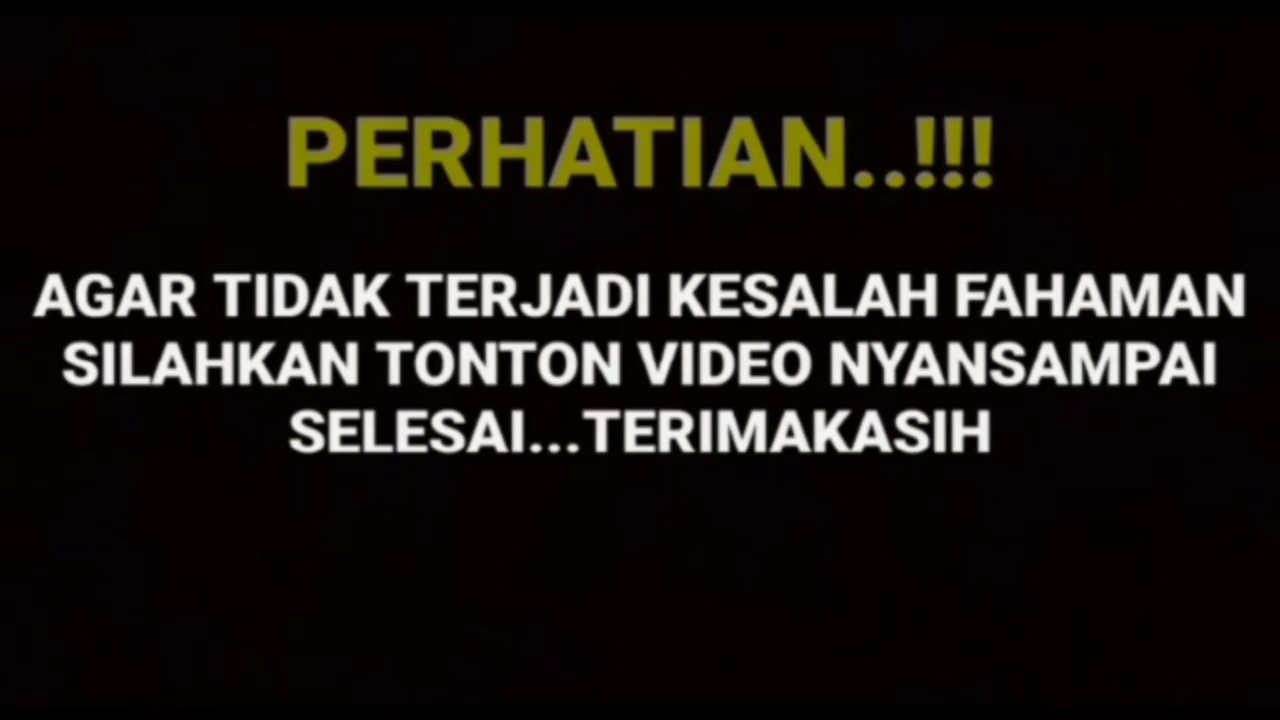 PERHATIAN..!!!
AGAR TIDAK TERJADI KESALAH FAHAMAN
SILAHKAN TONTON VIDEO NYANSAMPAI
SELESAI...TERIMAKASIH